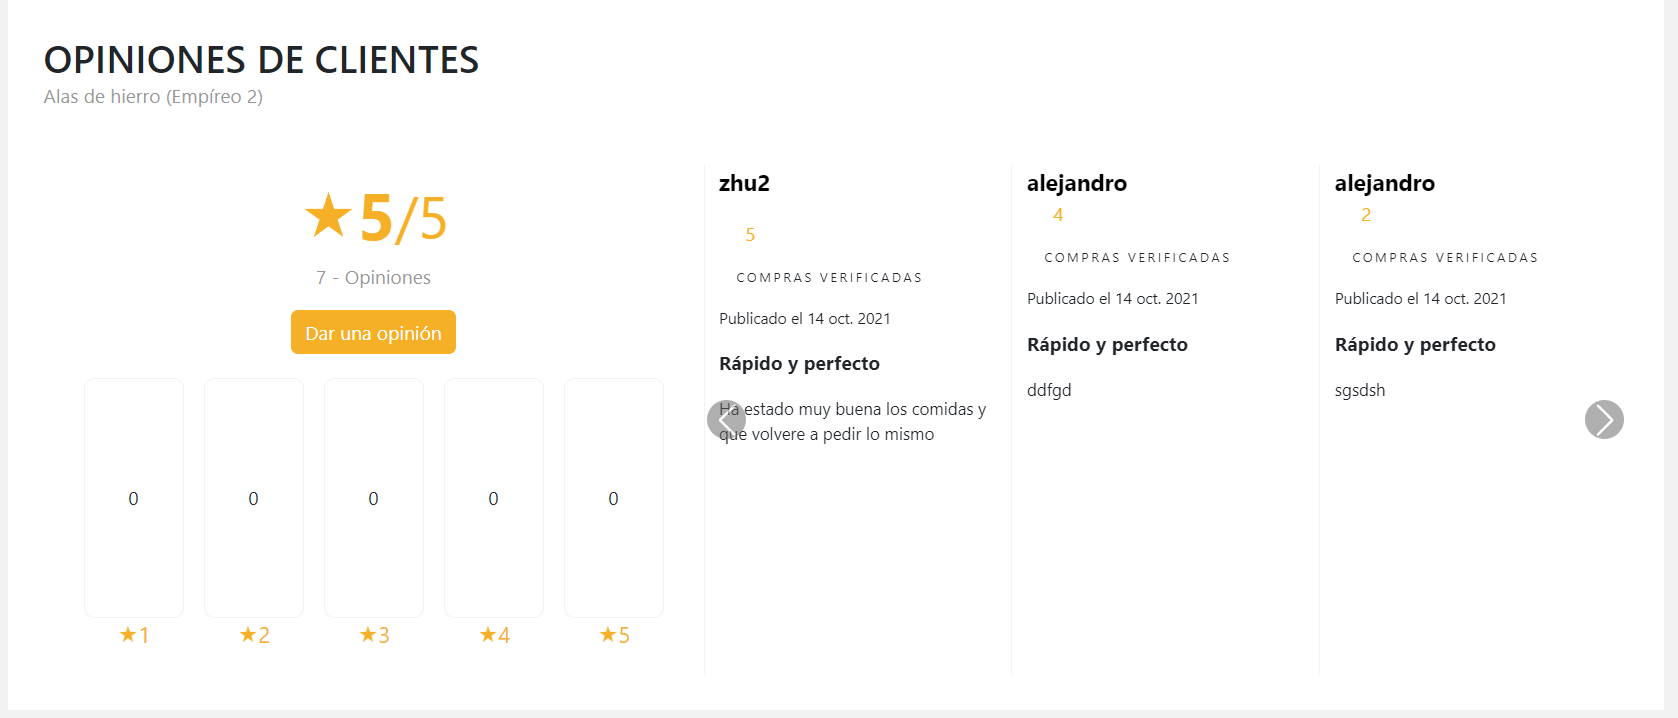 OPINIONES DE CLIENTES
Alas de hierro (Empíreo 2)
★5/5
7 - Opiniones
Dar una opinión
0 0 0 0 0
★1 ★2 ★3 ★4 ★5
zhu2
5
COMPRAS VERIFICADAS
Publicado el 14 oct. 2021
Rápido y perfecto
Ha estado muy buena los comidas y
que volvere a pedir lo mismo
alejandro
4
COMPRAS VERIFICADAS
Publicado el 14 oct. 2021
Rápido y perfecto
ddfgd
alejandro
2
COMPRAS VERIFICADAS
Publicado el 14 oct. 2021
Rápido y perfecto
sgsdsh